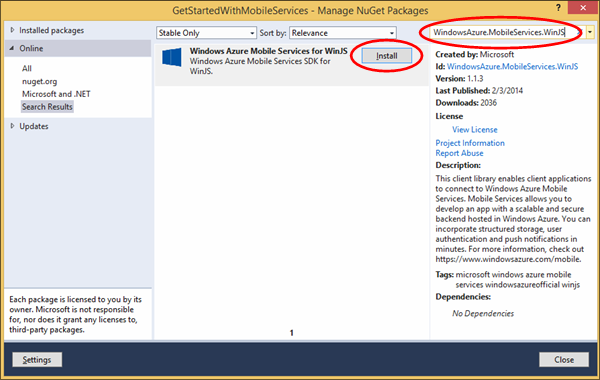 GetStartedWithMobileServices - Manage NuGet Packages
? ×
Installed packages
Online
All
nuget.org
Microsoft and .NET
Search Results
Updates
Each package is licensed to you by its
owner. Microsoft is not responsible
for, nor does it grant any licenses to,
third-party packages.
Stable Only Sort by: Relevance
Windows Azure Mobile Services for WinJS
Windows Azure Mobile Services SDK for
WinJS.
Install
1
WindowsAzure.MobileServices.WinJS
Created by: Microsoft
Id: WindowsAzure.MobileServices.WinJS
Version: 1.1.3
Last Published: 2/3/2014
Downloads: 2036
License
View License
Project Information
Report Abuse
Description:
This client library enables client applications
to connect to Windows Azure Mobile
Services. Mobile Services allows you to
develop an app with a scalable and secure
backend hosted in Windows Azure. You can
incorporate structured storage, user
authentication and push notifications in
minutes. For more information, check out
https://www.windowsazure.com/mobile.
Tags: microsoft windows azure mobile
services windowsazureofficial winjs
Dependencies:
No Dependencies
Settings
Close